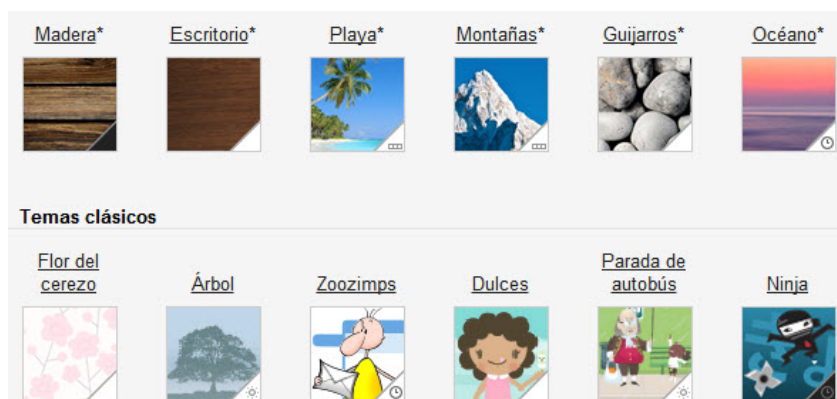 Madera* Escritorio* Playa* Montañas* Guijarros* Océano*
Temas clásicos
Flor del
cerezo
Árbol
Zoozimps
Dulces
Parada de
autobús
Ninja